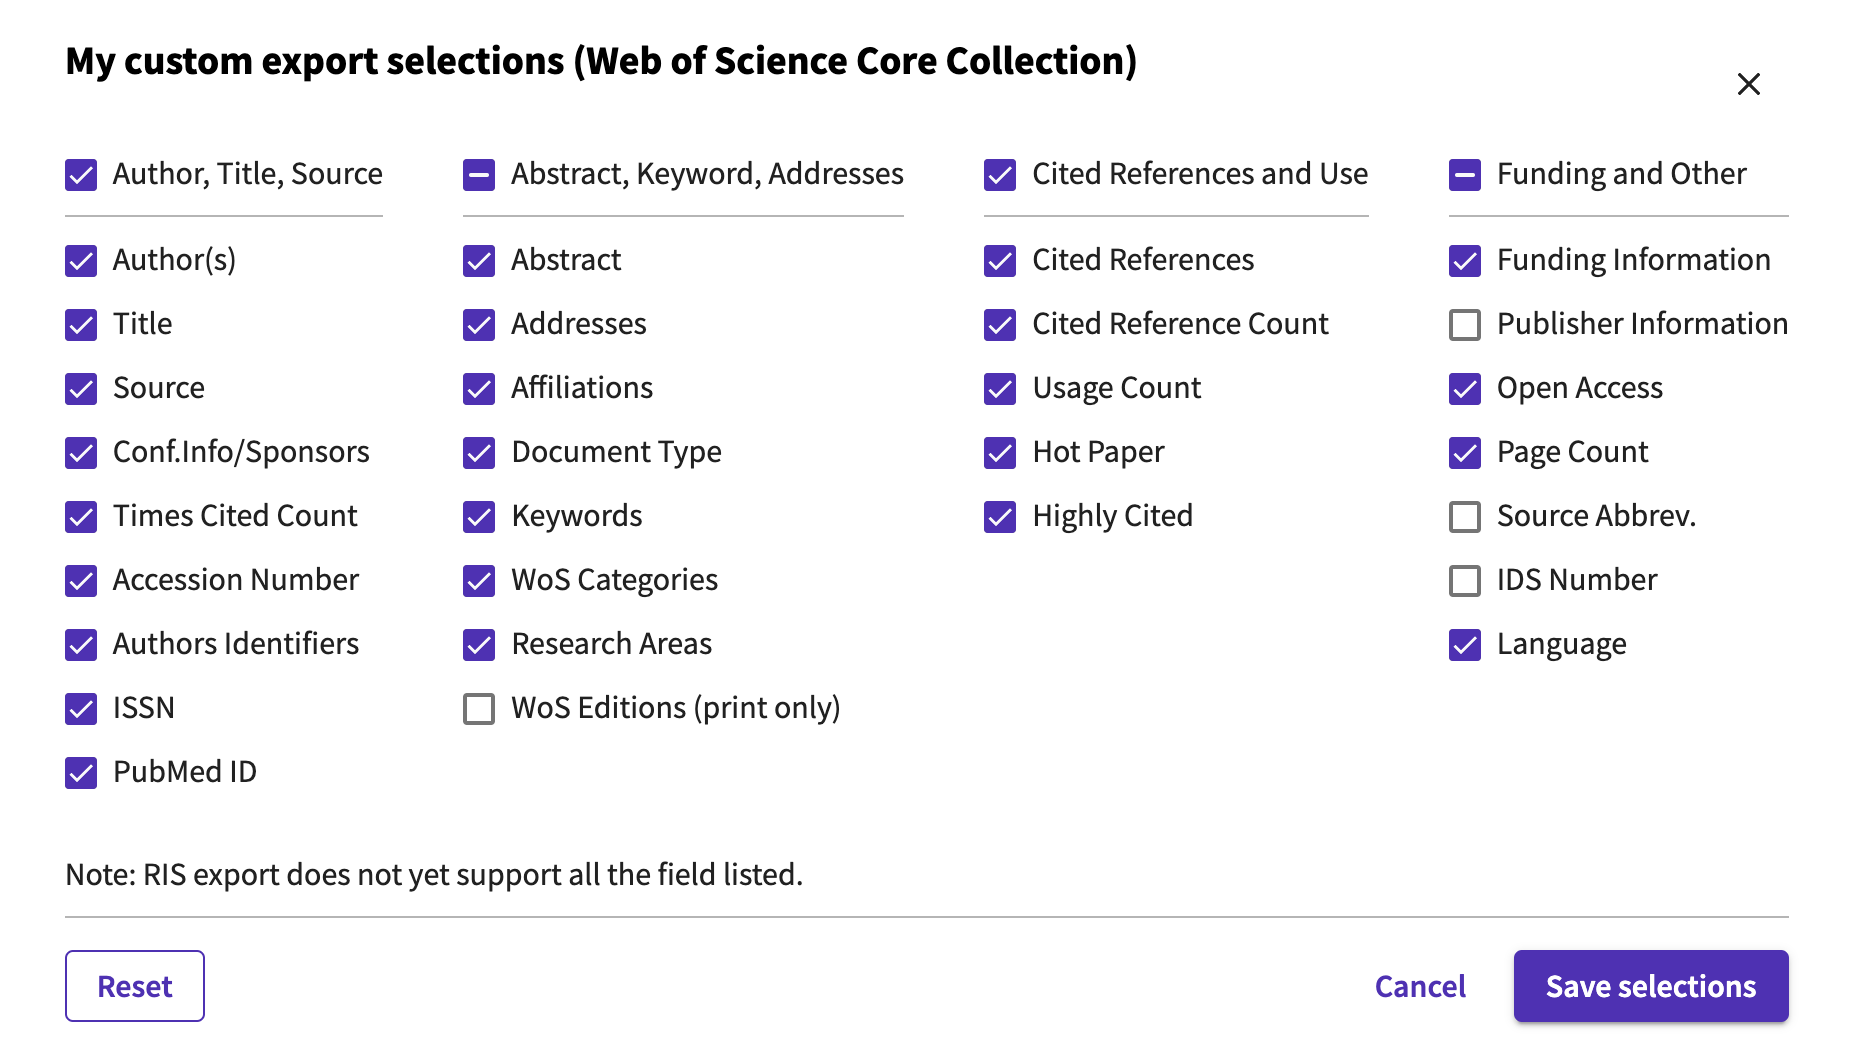 My custom export selections (Web of Science Core Collection)
Author, Title, Source
Author(s)
Title
Source
Conf.Info/Sponsors
Times Cited Count
Accession Number
Authors Identifiers
ISSN
PubMed ID
Abstract, Keyword, Addresses
Abstract
Addresses
Affiliations
Document Type
Keywords
WoS Categories
Research Areas
WoS Editions (print only)
Cited References and Use
Cited References
Cited Reference Count
Usage Count
Hot Paper
Highly Cited
Funding and Other
Funding Information
Publisher Information
Open Access
Page Count
Source Abbrev.
IDS Number
Language
Note: RIS export does not yet support all the field listed.
Reset
Cancel
Save selections